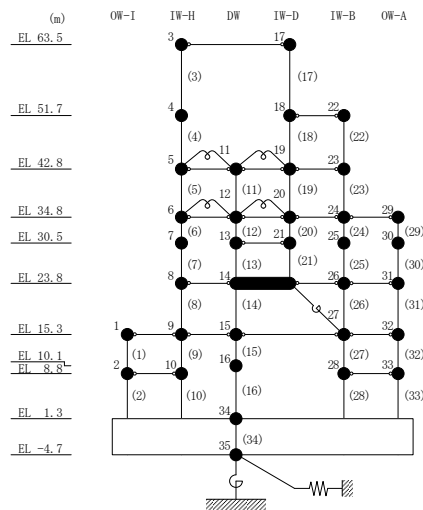 (m) OW-I IW-H DW IW-D IW-B OW-A
EL 63.5 3 17
(3) (17)
EL 51.7 4 18 22
(4) 11 (18) (22)
EL 42.8 5 19 23
(5) 12 (11) 20 (19) (23)
EL 34.8 6 24 29
(6) (12) (20) (24) (29)
EL 30.5 7 13 21 25 30
(7) (13) (21) (25) (30)
EL 23.8 8 14 26 31
(8) (14) (26) (31)
27
EL 15.3 1 9 15 32
(1) (9) (15) (27) (32)
EL 10.1 16
EL 8.8 2 10 28 33
(2) (10) (16) (28) (33)
EL 1.3 34
(34)
EL -4.7 35